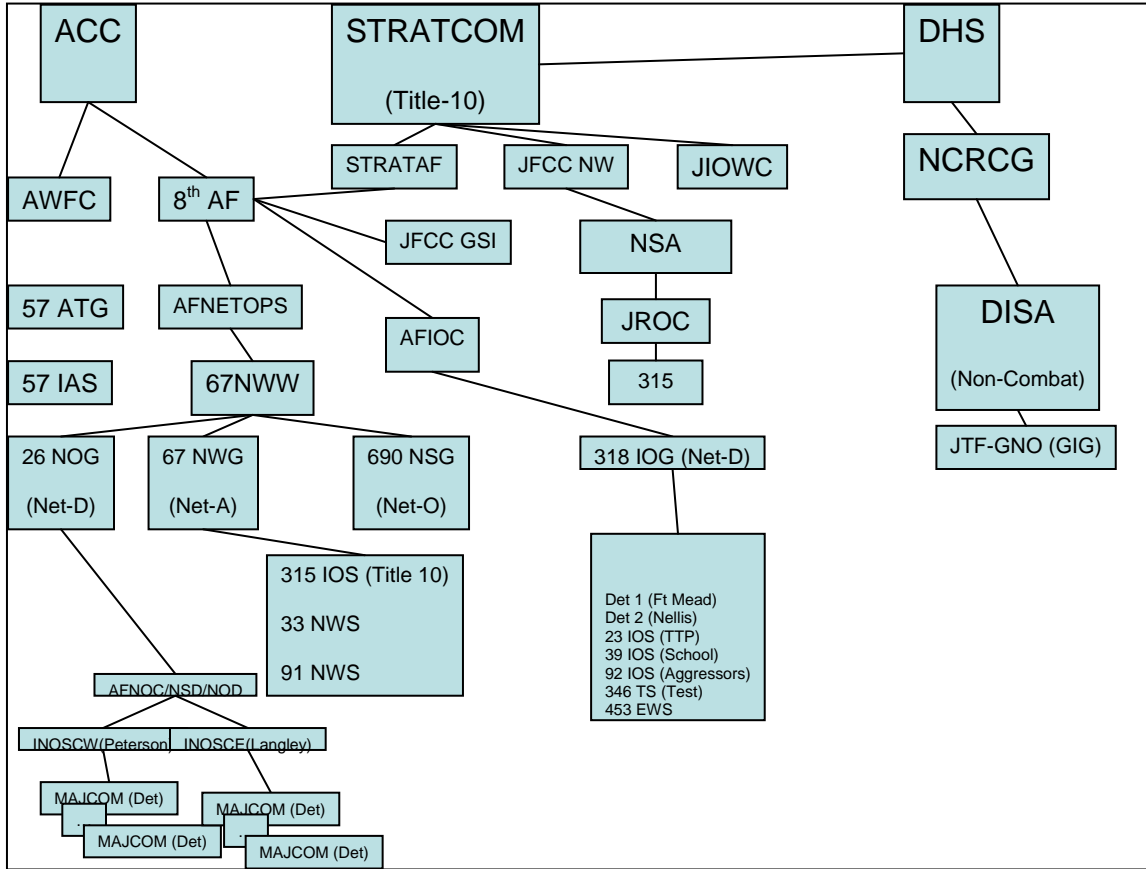 ACC
STRATCOM
(Title-10)
DHS
STRATAF
JFCC NW
JIOWC
NCRCG
AWFC
8th AF
JFCC GSI
NSA
57 ATG
AFNETOPS
AFIOC
JROC
DISA
(Non-Combat)
57 IAS
67NWW
315
26 NOG
(Net-D)
67 NWG
(Net-A)
690 NSG
(Net-O)
318 IOG (Net-D)
JTF-GNO (GIG)
315 IOS (Title 10)
33 NWS
91 NWS
Det 1 (Ft Mead)
Det 2 (Nellis)
23 IOS (TTP)
39 IOS (School)
92 IOS (Aggressors)
346 TS (Test)
453 EWS
AFNOC/NSD/NOD
INOSCW(Peterson)
INOSCE(Langley)
MAJCOM (Det)
...
MAJCOM (Det)
MAJCOM (Det)
...
MAJCOM (Det)